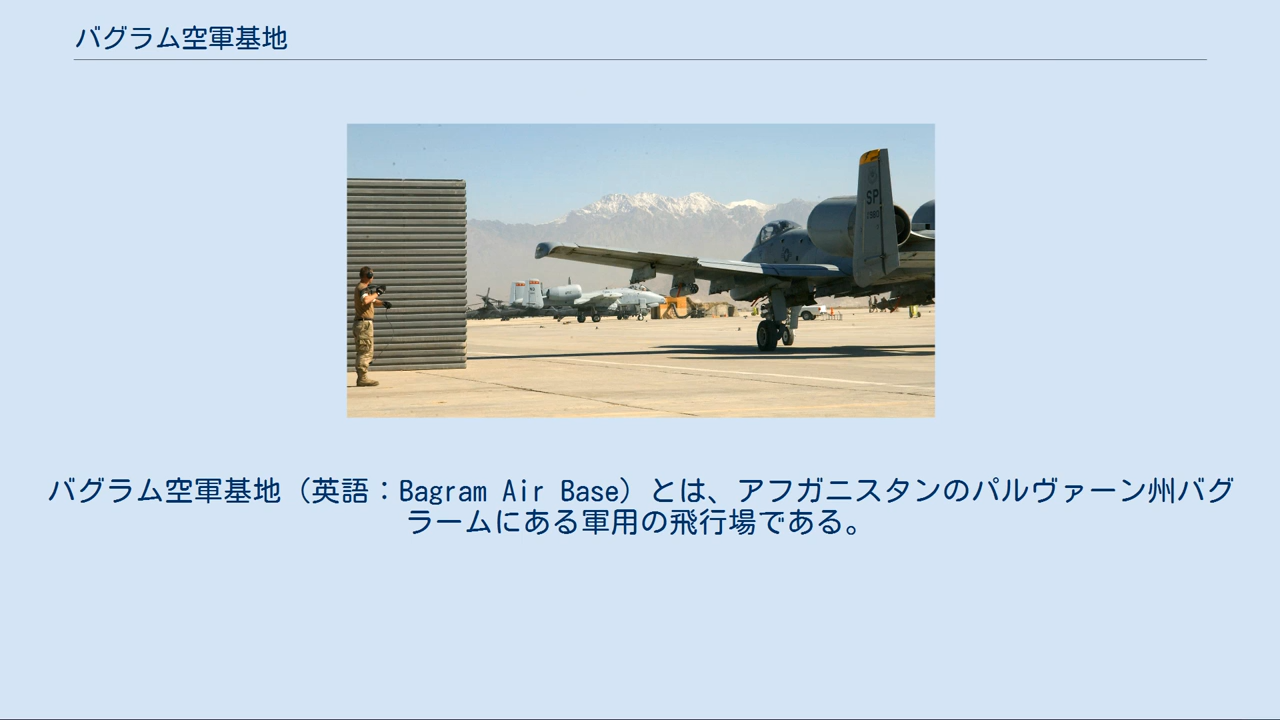 バグラム空軍基地
SP
バグラム空軍基地（英語：Bagram Air Base）とは、アフガニスタンのパルヴァーン州バグ
ラームにある軍用の飛行場である。